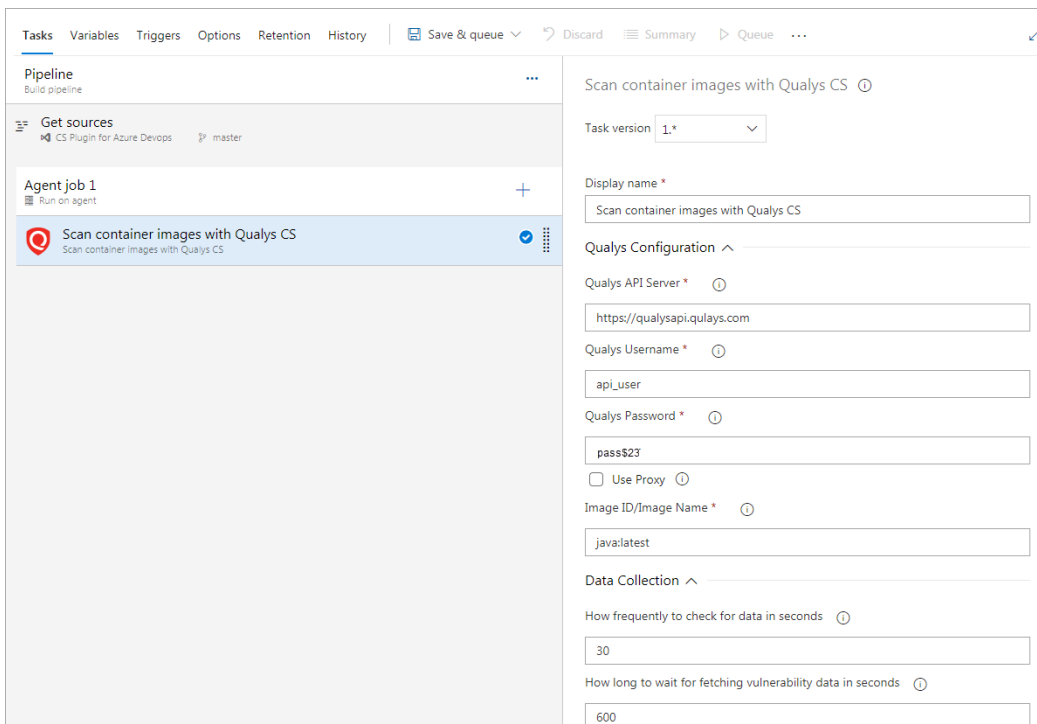 Tasks Variables Triggers Options Retention History Save & queue Discard Summary Queue ...
Pipeline
Build pipeline
Get sources
CS Plugin for Azure Devops master
Agent job 1
Run on agent
Scan container images with Qualys CS
Scan container images with Qualys CS
Scan container images with Qualys CS
Task version 1.*
Display name *
Scan container images with Qualys CS
Qualys Configuration
Qualys API Server *
https://qualysapi.qulays.com
Qualys Username *
api_user
Qualys Password *
pass$23
Use Proxy
Image ID/Image Name *
java:latest
Data Collection
How frequently to check for data in seconds
30
How long to wait for fetching vulnerability data in seconds
600